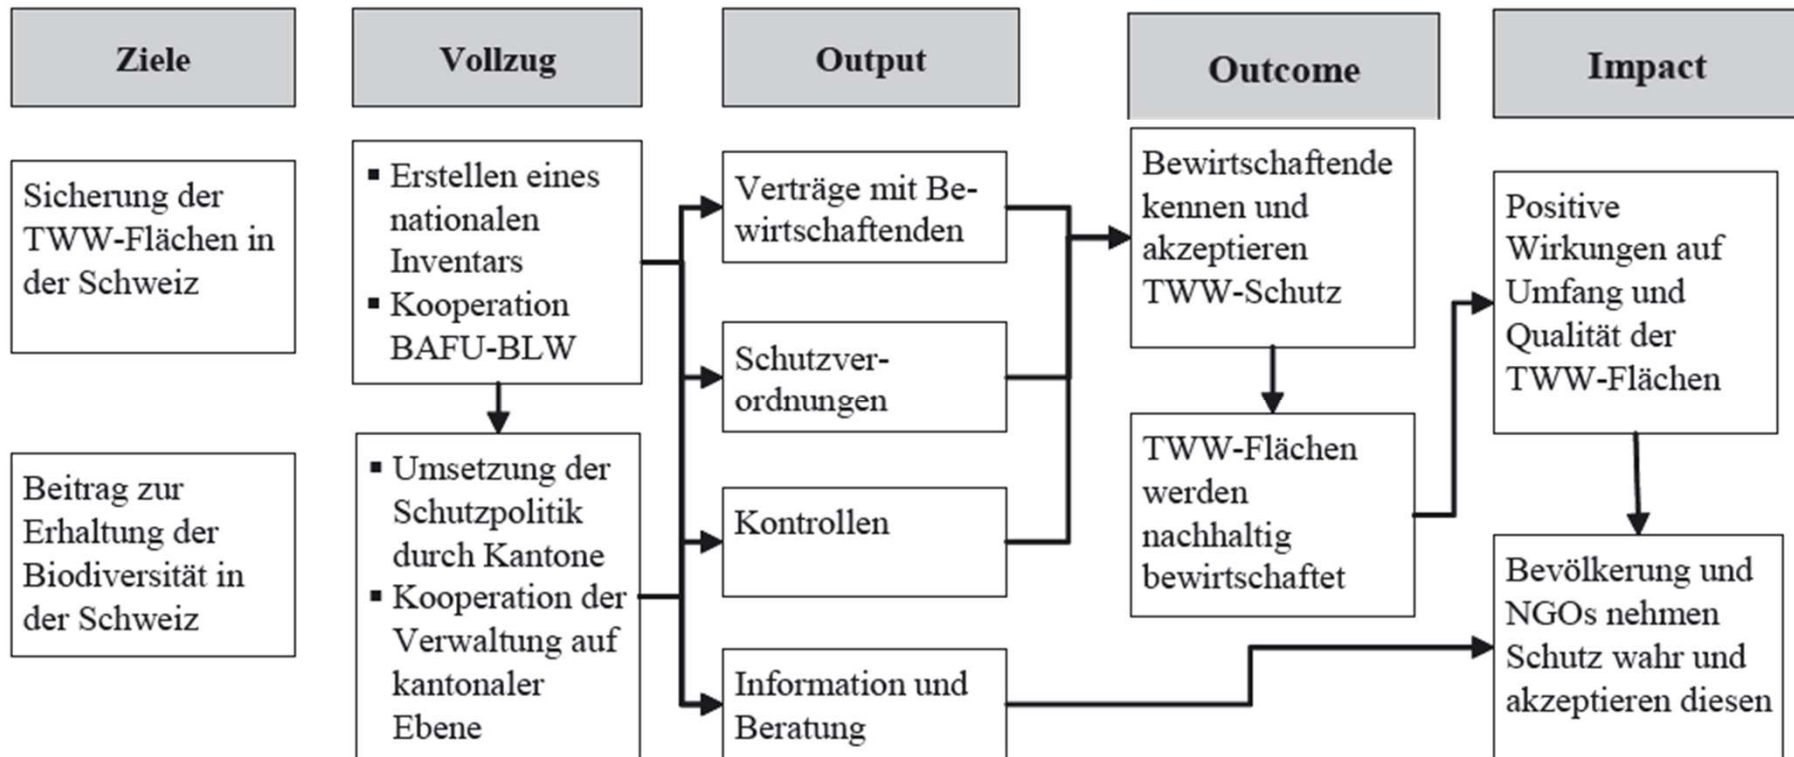 Ziele
Vollzug
Output
Outcome
Impact
Sicherung der
TWW-Flächen in
der Schweiz
Beitrag zur
Erhaltung der
Biodiversität in
der Schweiz
▪ Erstellen eines
nationalen
Inventars
▪ Kooperation
BAFU-BLW
▪ Umsetzung der
Schutzpolitik
durch Kantone
▪ Kooperation der
Verwaltung auf
kantonaler
Ebene
Verträge mit Be-
wirtschaftenden
Schutzver-
ordnungen
Kontrollen
Information und
Beratung
Bewirtschaftende
kennen und
akzeptieren
TWW-Schutz
TWW-Flächen
werden
nachhaltig
bewirtschaftet
Positive
Wirkungen auf
Umfang und
Qualität der
TWW-Flächen
Bevölkerung und
NGOs nehmen
Schutz wahr und
akzeptieren diesen